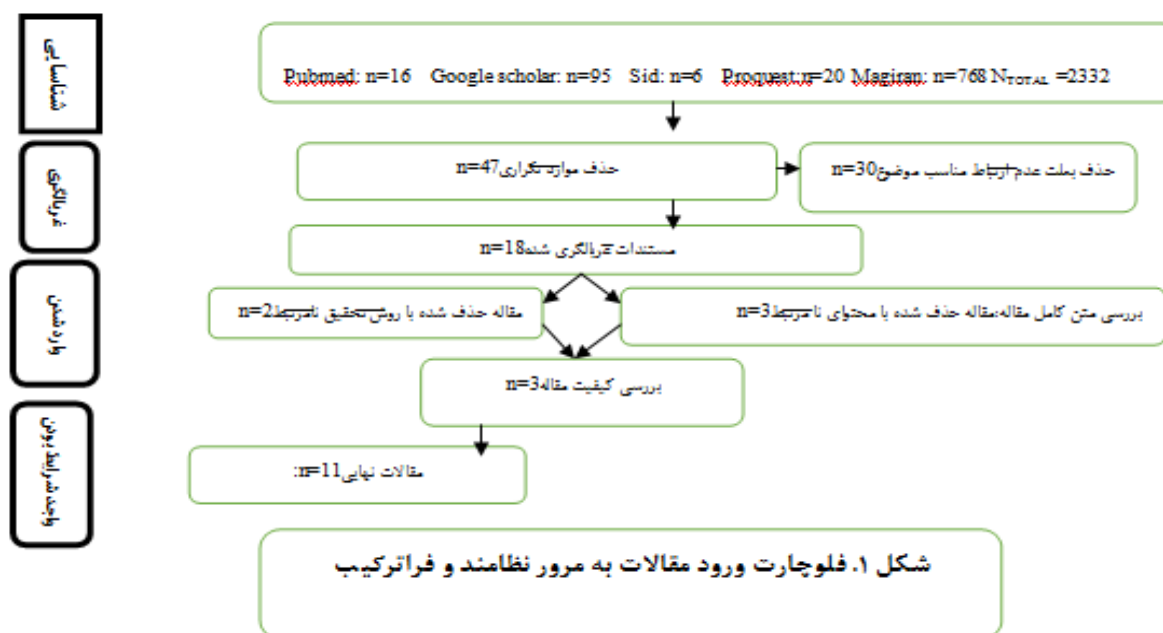 شناسایی
Pubmed: n=16 Google scholar: n=95 Sid: n=6 Proquest:n=20 Magiran: n=768 NTOTAL =2332
غربالگری
حذف موارد تکراری n=47
حذف بعلت عدم ارتباط مناسب موضوع n=30
مستندات غربالگری شده n=18
وارد شدن
مقاله حذف شده با روش تحقیق نامرتبط n=2
بررسی متن کامل مقاله:مقاله حذف شده با محتوای نا مرتبط n=3
بررسی کیفیت مقاله n=3
واجد شرایط بودن
مقالات نهایی n=11:
شکل ۱. فلوچارت ورود مقالات به مرور نظامند و فراترکیب